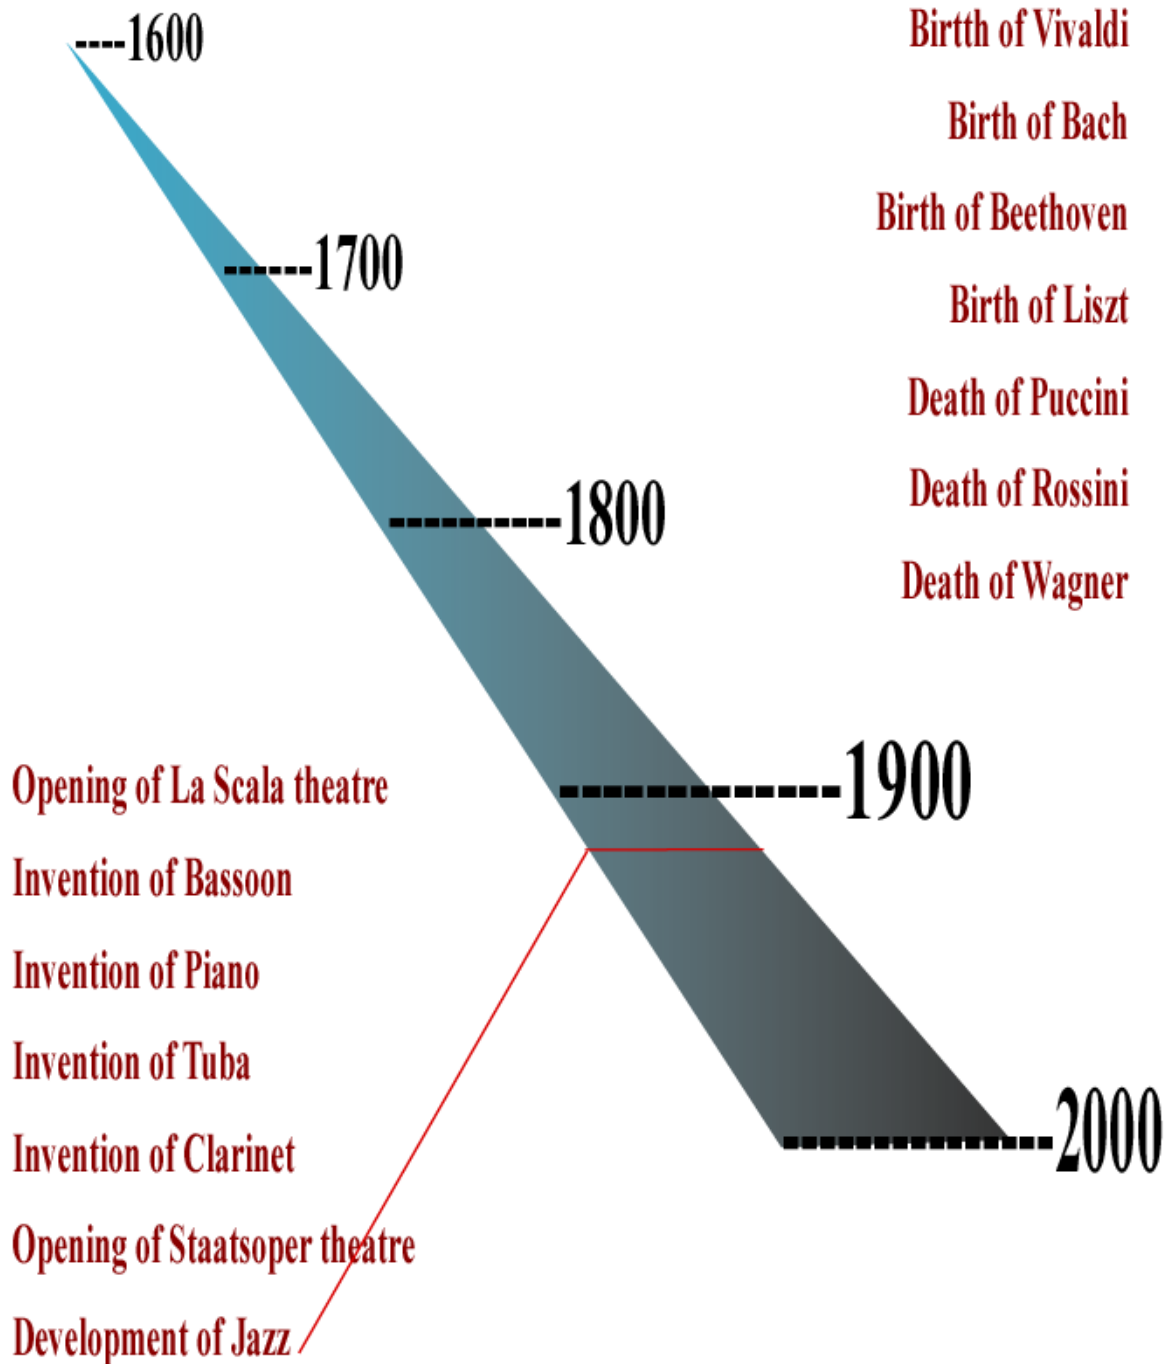 ----1600
Birtth of Vivaldi
Birth of Bach
Birth of Beethoven
------1700
Birth of Liszt
Death of Puccini
Death of Rossini
----------1800
Death of Wagner
Opening of La Scala theatre
--------------1900
Invention of Bassoon
Invention of Piano
Invention of Tuba
Invention of Clarinet
---------------2000
Opening of Staatsoper theatre
Development of Jazz